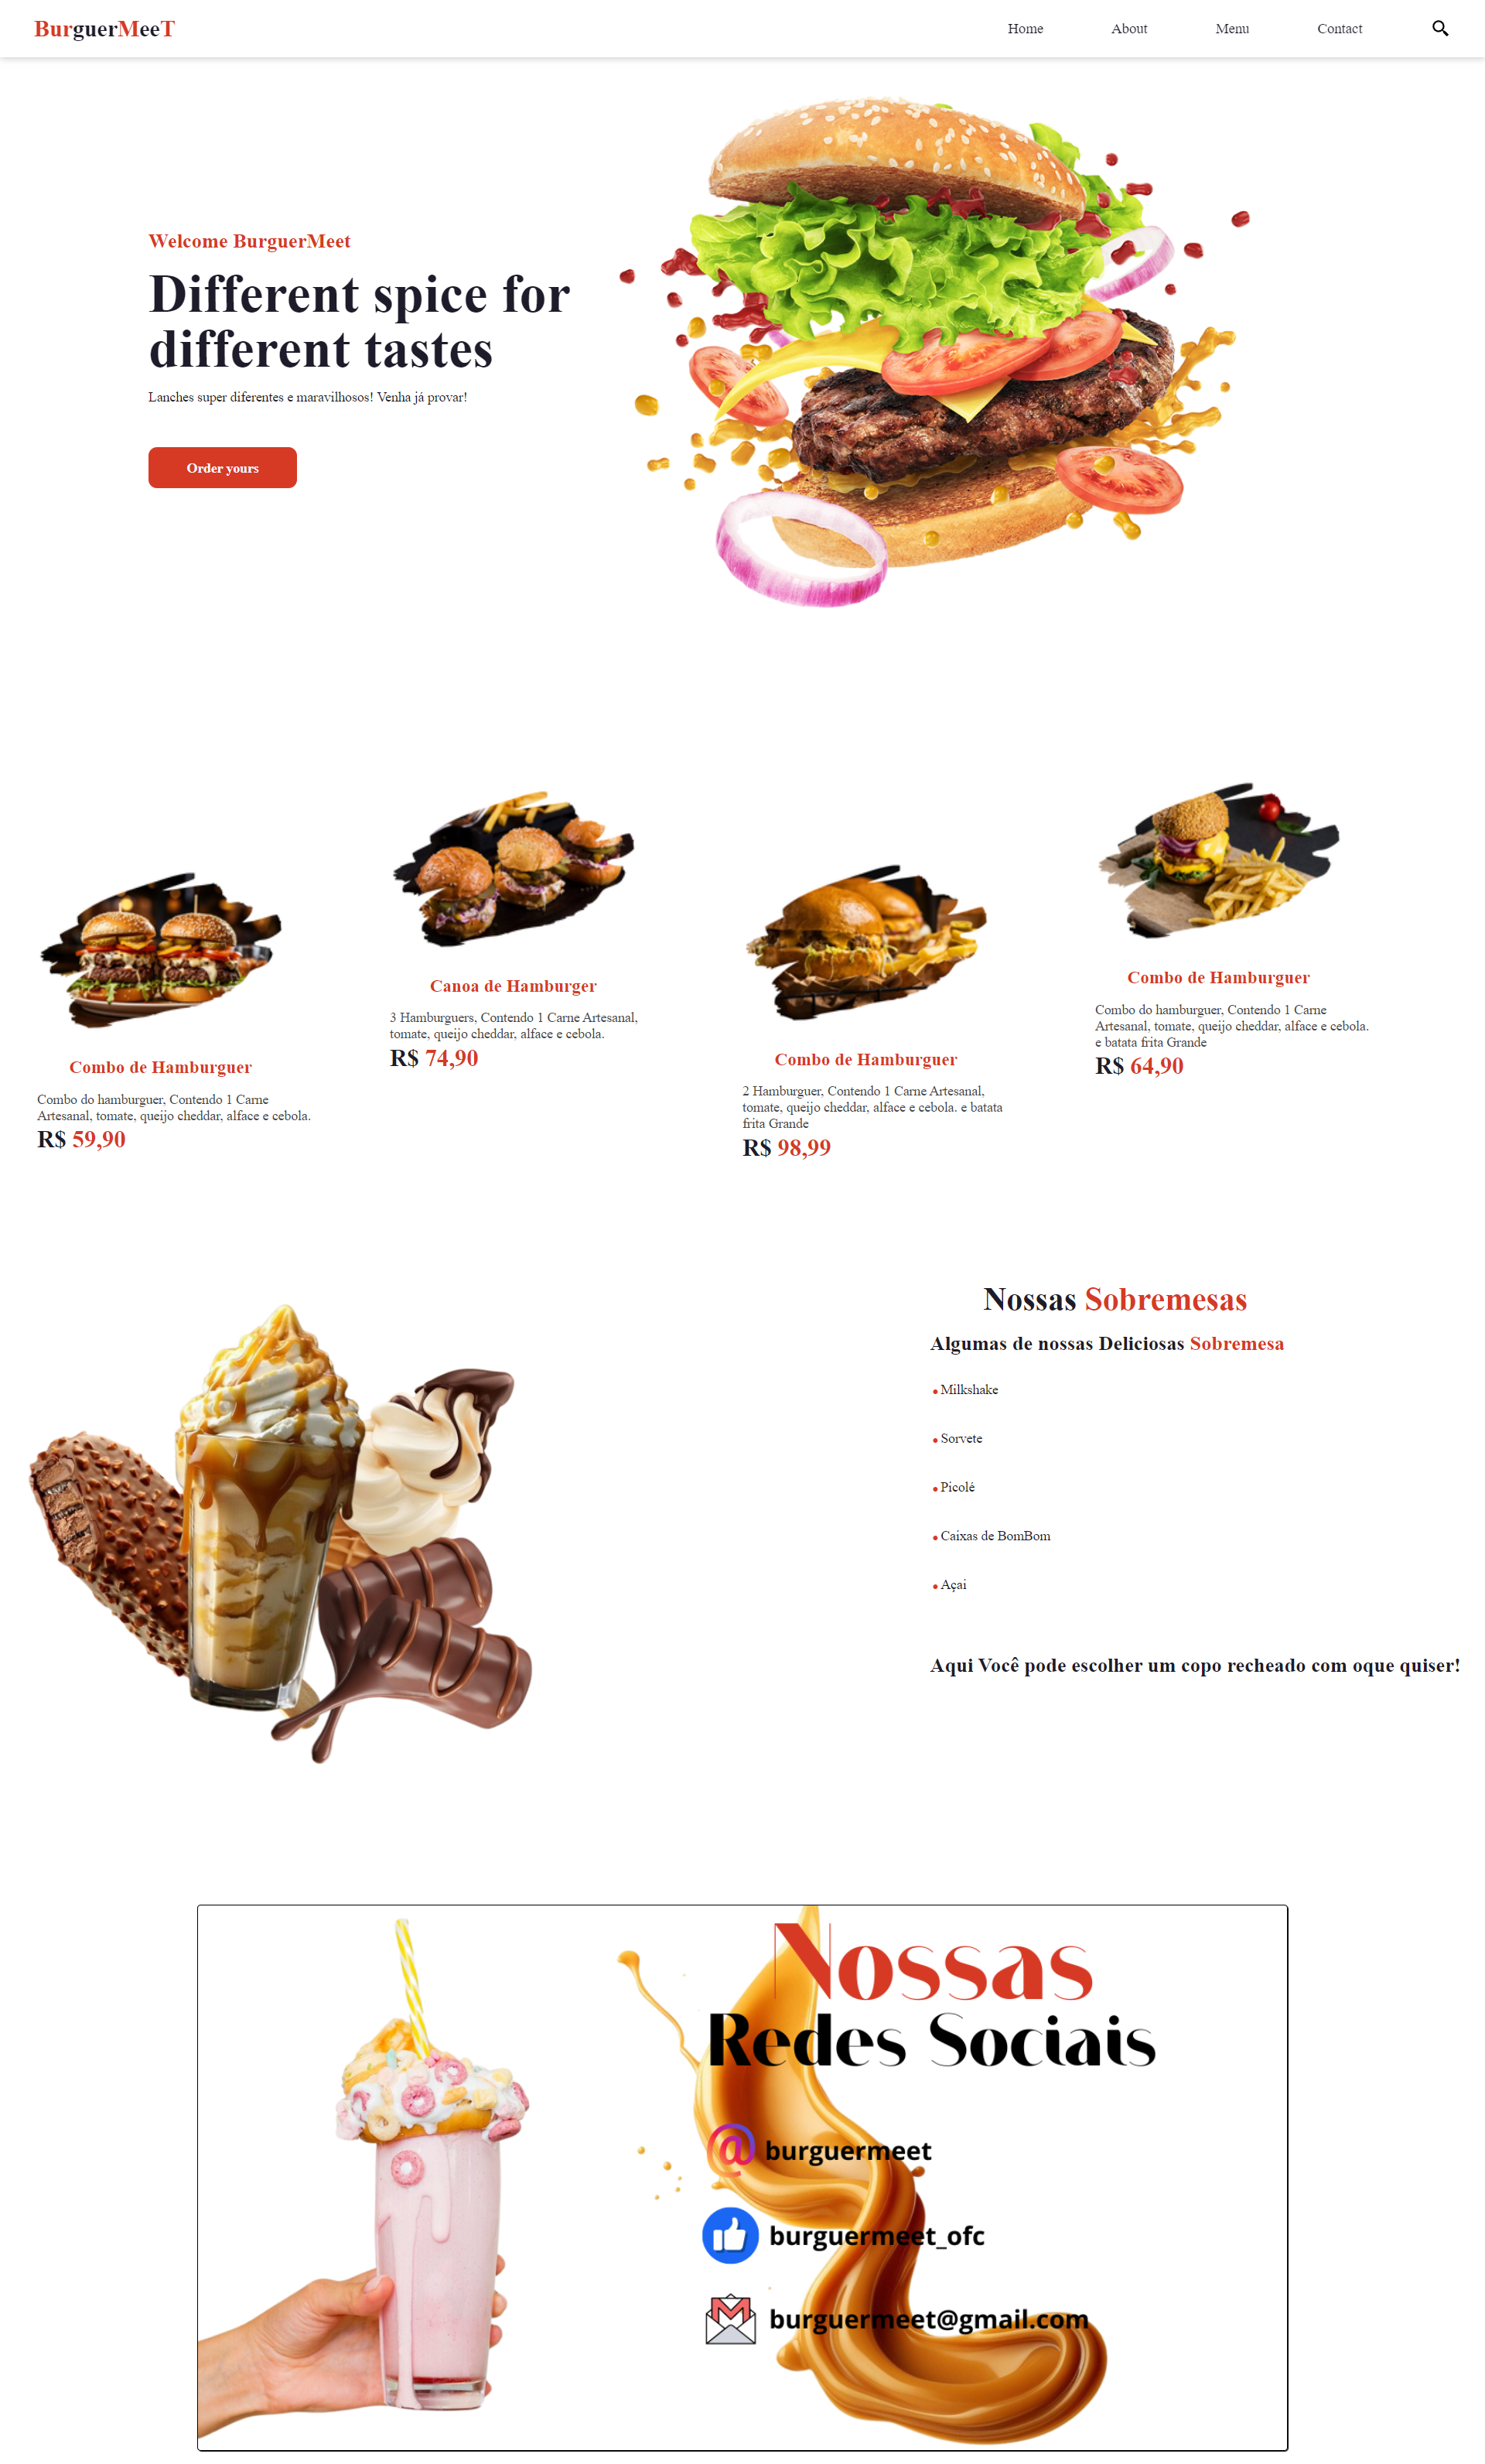 BurguerMeeT
Home
About
Menu
Contact
Welcome BurguerMeet
Different spice for
different tastes
Lanches super diferentes e maravilhosos! Venha já provar!
Order yours
Combo de Hamburguer
Combo do hamburguer, Contendo 1 Carne
Artesanal, tomate, queijo cheddar, alface e cebola.
R$ 59,90
Canoa de Hamburger
3 Hamburguers, Contendo 1 Carne Artesanal,
tomate, queijo cheddar, alface e cebola.
R$ 74,90
Combo de Hamburguer
2 Hamburguer, Contendo 1 Carne Artesanal,
tomate, queijo cheddar, alface e cebola. e batata
frita Grande
R$ 98,99
Combo de Hamburguer
Combo do hamburguer, Contendo 1 Carne
Artesanal, tomate, queijo cheddar, alface e cebola.
e batata frita Grande
R$ 64,90
Nossas Sobremesas
Algumas de nossas Deliciosas Sobremesa
Milkshake
Sorvete
Picolé
Caixas de BomBom
Açai
Aqui Você pode escolher um copo recheado com oque quiser!
Nossas
Redes Sociais
@ burguermeet
burguermeet_ofc
burguermeet@gmail.com